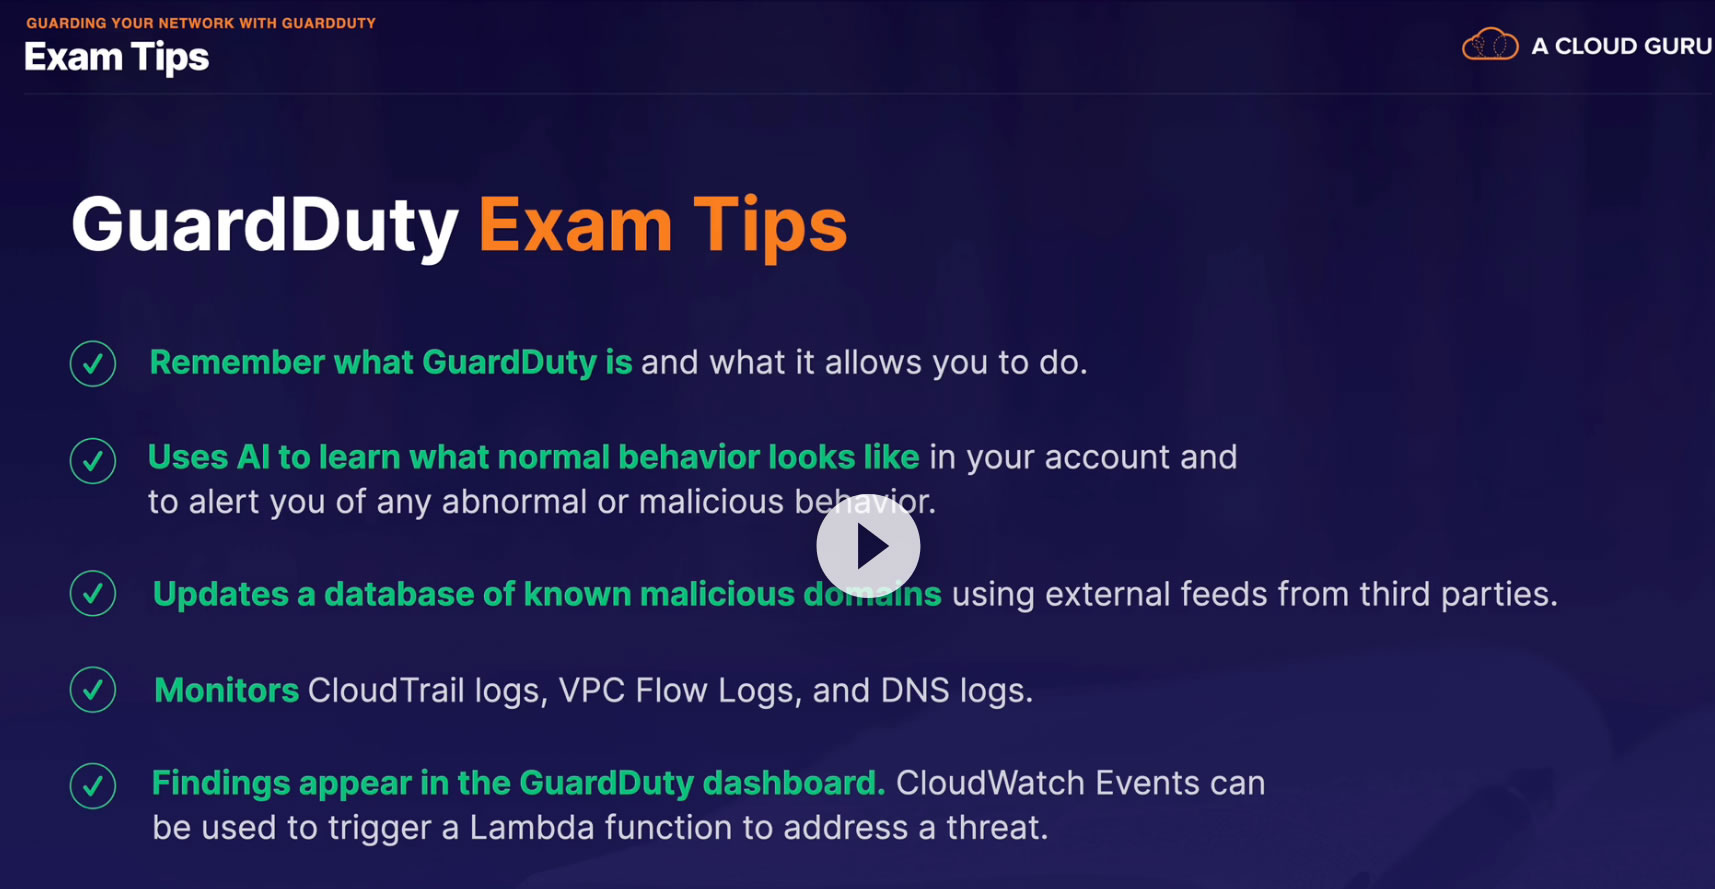 GUARDING YOUR NETWORK WITH GUARDDUTY
Exam Tips
A CLOUD GURU
GuardDuty Exam Tips
Remember what GuardDuty is and what it allows you to do.
Uses AI to learn what normal behavior looks like in your account and
to alert you of any abnormal or malicious behavior.
Updates a database of known malicious domains using external feeds from third parties.
Monitors CloudTrail logs, VPC Flow Logs, and DNS logs.
Findings appear in the GuardDuty dashboard. CloudWatch Events can
be used to trigger a Lambda function to address a threat.